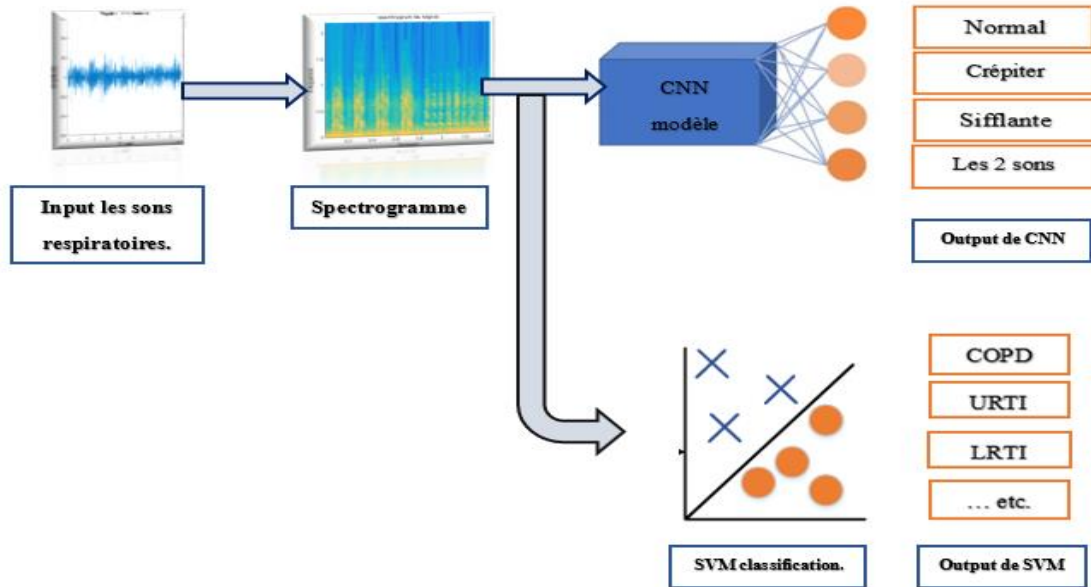 Normal
CNN
modèle
Crépiter
Sifflante
Les 2 sons
Input les sons
respiratoires.
Spectrogramme
Output de CNN
COPD
URTI
LRTI
… etc.
SVM classification.
Output de SVM